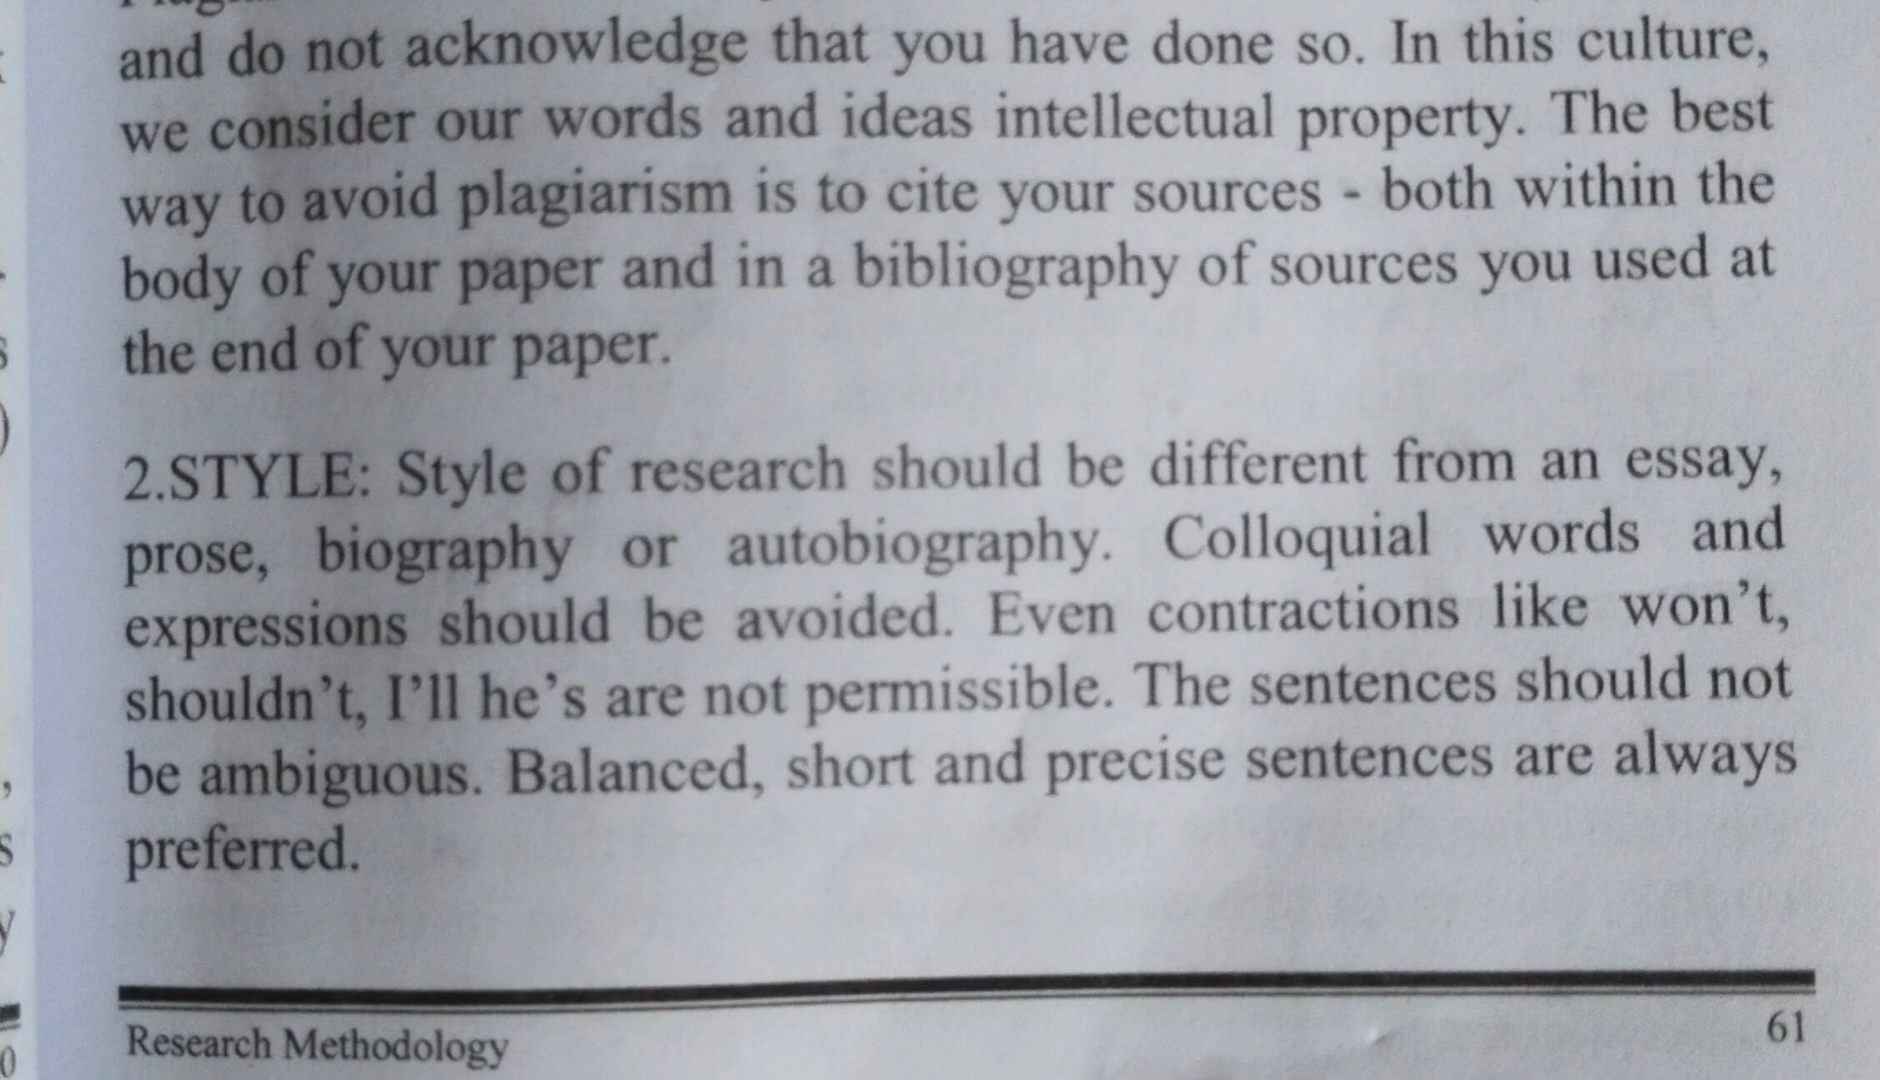 and do not acknowledge that you have done so. In this culture,
we consider our words and ideas intellectual property. The best
way to avoid plagiarism is to cite your sources - both within the
body of your paper and in a bibliography of sources you used at
the end of your paper.
2.STYLE: Style of research should be different from an essay,
prose, biography or autobiography. Colloquial words and
expressions should be avoided. Even contractions like won’t,
shouldn’t, I’ll he’s are not permissible. The sentences should not
be ambiguous. Balanced, short and precise sentences are always
preferred.
Research Methodology 61